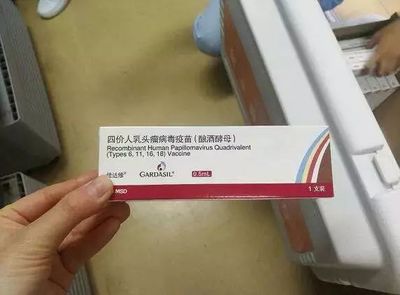 四价人乳头瘤病毒疫苗（酿酒酵母）
Recombinant Human Papillomavirus Quadrivalent
(Types 6, 11, 16, 18) Vaccine
佳达修® GARDASIL® 0.5mL
MSD 1支装